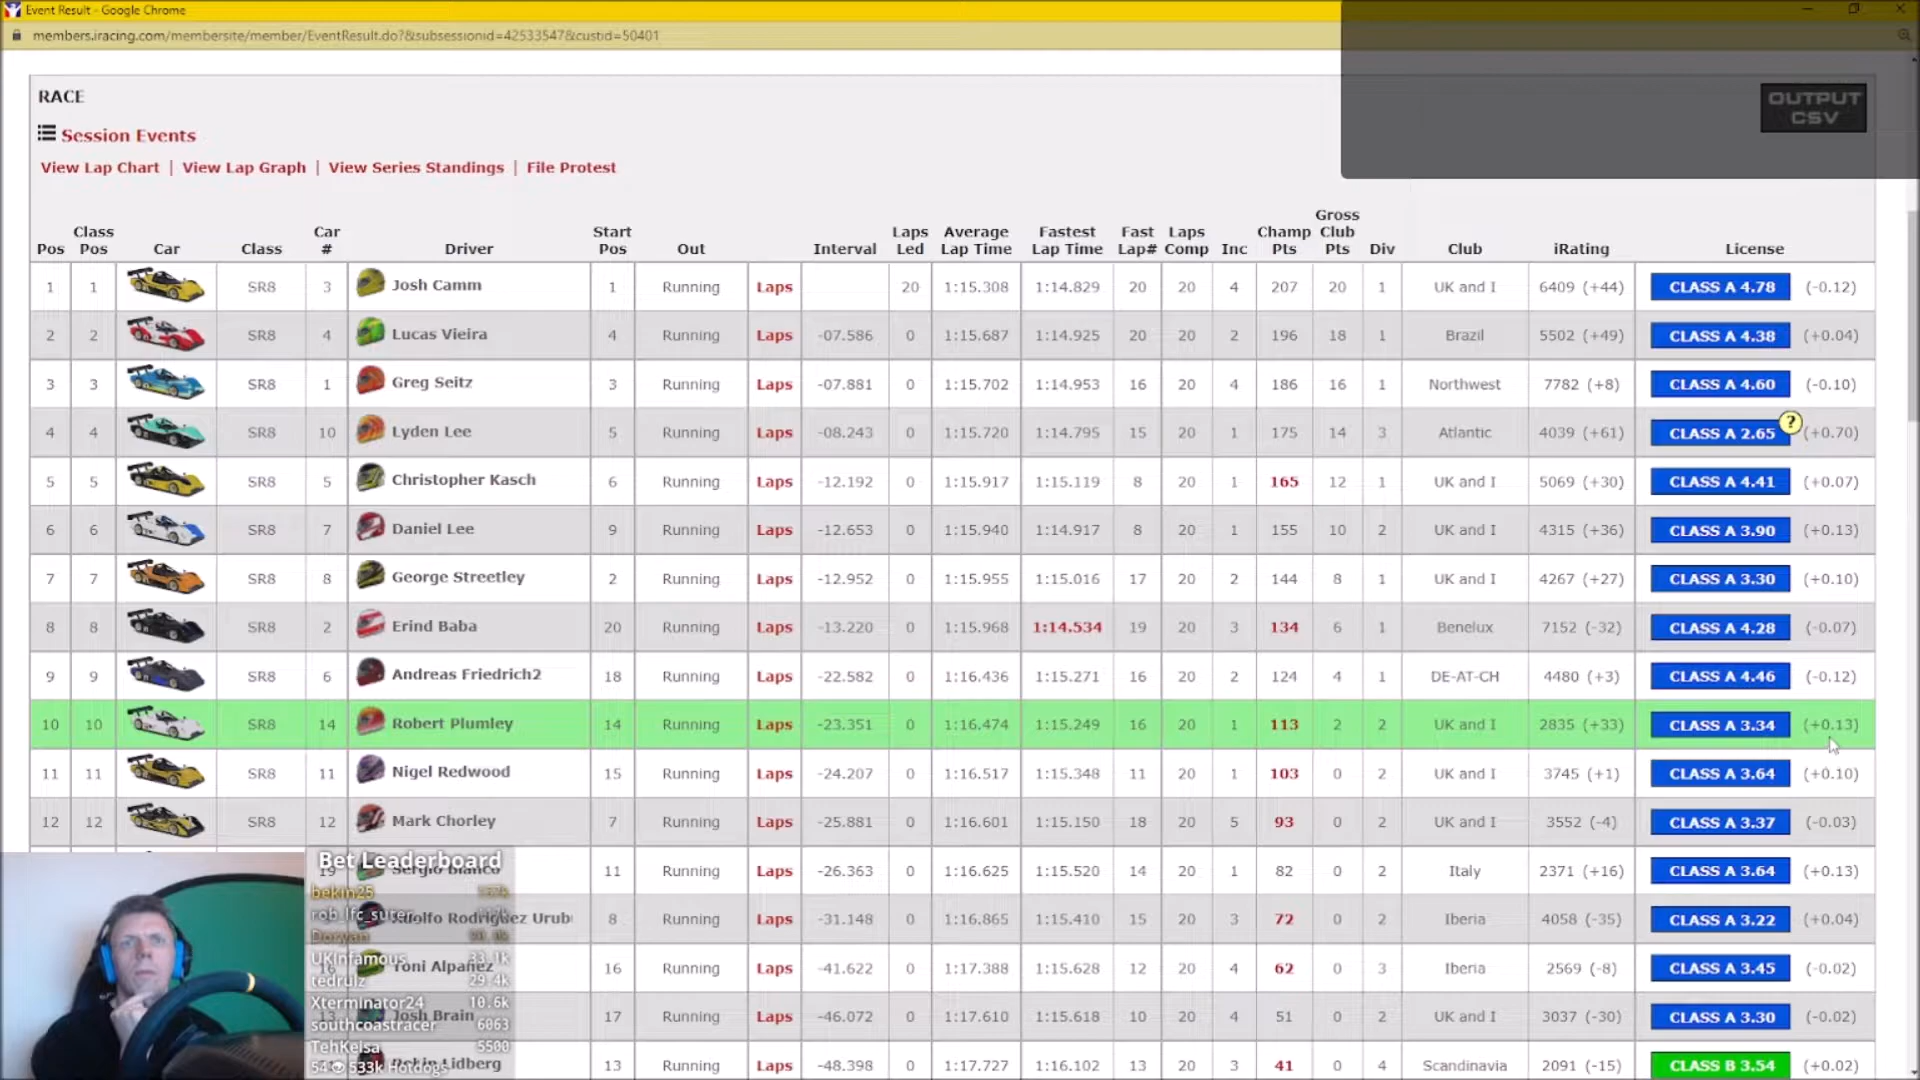 Event Result - Google Chrome
members.iracing.com/membersite/member/EventResult.do?&subsessionid=42533547&custid=50401
OUTPUT CSV
RACE
Session Events
View Lap Chart | View Lap Graph | View Series Standings | File Protest
Pos Class Pos Car Class Car # Driver Start Pos Out Interval Laps Led Average Lap Time Fastest Lap Time Fast Lap# Laps Comp Inc Champ Pts Gross Club Pts Div Club iRating License
1 1 SR8 3 Josh Camm 1 Running Laps 20 1:15.308 1:14.829 20 20 4 207 20 1 UK and I 6409 (+44) CLASS A 4.78 (-0.12)
2 2 SR8 4 Lucas Vieira 4 Running Laps -07.586 0 1:15.687 1:14.925 20 20 2 196 18 1 Brazil 5502 (+49) CLASS A 4.38 (+0.04)
3 3 SR8 1 Greg Seitz 3 Running Laps -07.881 0 1:15.702 1:14.953 16 20 4 186 16 1 Northwest 7782 (+8) CLASS A 4.60 (-0.10)
4 4 SR8 10 Lyden Lee 5 Running Laps -08.243 0 1:15.720 1:14.795 15 20 1 175 14 3 Atlantic 4039 (+61) CLASS A 2.65 ? (+0.70)
5 5 SR8 5 Christopher Kasch 6 Running Laps -12.192 0 1:15.917 1:15.119 8 20 1 165 12 1 UK and I 5069 (+30) CLASS A 4.41 (+0.07)
6 6 SR8 7 Daniel Lee 9 Running Laps -12.653 0 1:15.940 1:14.917 8 20 1 155 10 2 UK and I 4315 (+36) CLASS A 3.90 (+0.13)
7 7 SR8 8 George Streetley 2 Running Laps -12.952 0 1:15.955 1:15.016 17 20 2 144 8 1 UK and I 4267 (+27) CLASS A 3.30 (+0.10)
8 8 SR8 2 Erind Baba 20 Running Laps -13.220 0 1:15.968 1:14.534 19 20 3 134 6 1 Benelux 7152 (-32) CLASS A 4.28 (-0.07)
9 9 SR8 6 Andreas Friedrich2 18 Running Laps -22.582 0 1:16.436 1:15.271 16 20 2 124 4 1 DE-AT-CH 4480 (+3) CLASS A 4.46 (-0.12)
10 10 SR8 14 Robert Plumley 14 Running Laps -23.351 0 1:16.474 1:15.249 16 20 1 113 2 2 UK and I 2835 (+33) CLASS A 3.34 (+0.13)
11 11 SR8 11 Nigel Redwood 15 Running Laps -24.207 0 1:16.517 1:15.348 11 20 1 103 0 2 UK and I 3745 (+1) CLASS A 3.64 (+0.10)
12 12 SR8 12 Mark Chorley 7 Running Laps -25.881 0 1:16.601 1:15.150 18 20 5 93 0 2 UK and I 3552 (-4) CLASS A 3.37 (-0.03)
19 Sergio Bianco 11 Running Laps -26.363 0 1:16.625 1:15.520 14 20 1 82 0 2 Italy 2371 (+16) CLASS A 3.64 (+0.13)
Rodriguez Urub 8 Running Laps -31.148 0 1:16.865 1:15.410 15 20 3 72 0 2 Iberia 4058 (-35) CLASS A 3.22 (+0.04)
16 Toni Alpañez 16 Running Laps -41.622 0 1:17.388 1:15.628 12 20 4 62 0 3 Iberia 2569 (-8) CLASS A 3.45 (-0.02)
13 Josh Brain 17 Running Laps -46.072 0 1:17.610 1:15.618 10 20 4 51 0 2 UK and I 3037 (-30) CLASS A 3.30 (-0.02)
Lidberg 13 Running Laps -48.398 0 1:17.727 1:16.102 13 20 3 41 0 4 Scandinavia 2091 (-15) CLASS B 3.54 (+0.02)
Bet Leaderboard
bekin25
rob_lfc_surer
Dorvan
UKInfamous 33.1k
tedruiz 29.4k
Xterminator24 10.6k
southcoastracer 6063
TehKelsa 5500
533k Hotdogs